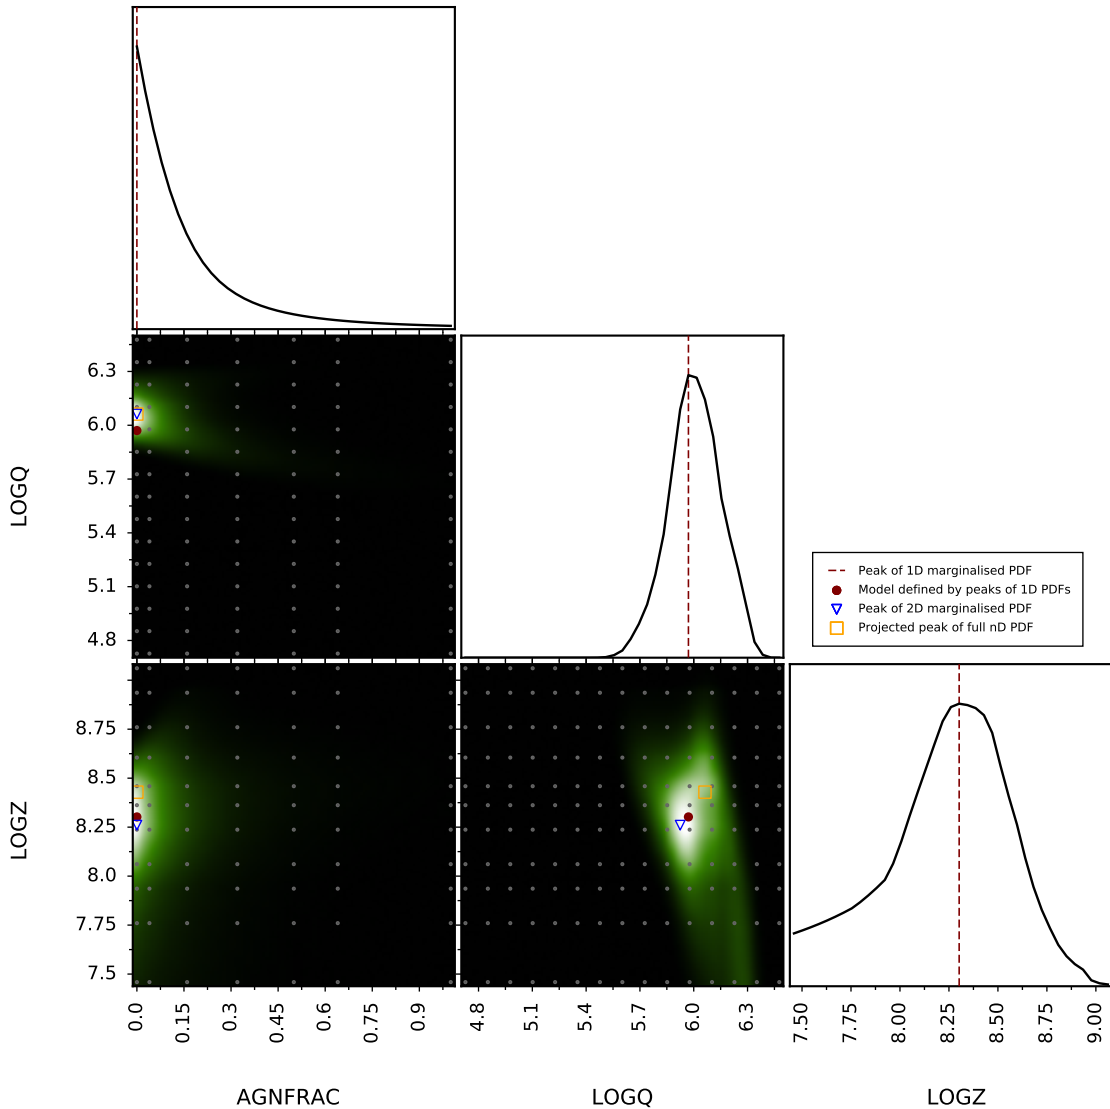 6.3
6.0
5.7
5.4
5.1
4.8
LOGQ
Peak of 1D marginalised PDF
Model defined by peaks of 1D PDFs
Peak of 2D marginalised PDF
Projected peak of full nD PDF
8.75
8.5
8.25
8.0
7.75
7.5
LOGZ
0.0 0.15 0.3 0.45 0.6 0.75 0.9
4.8 5.1 5.4 5.7 6.0 6.3
7.50 7.75 8.00 8.25 8.50 8.75 9.00
AGNFRAC
LOGQ
LOGZ